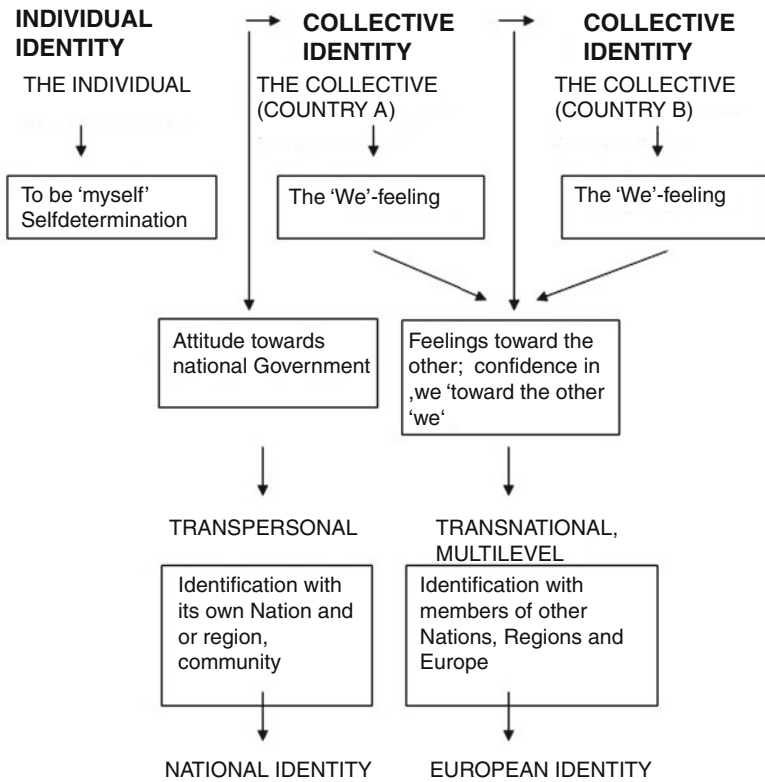 INDIVIDUAL
IDENTITY
COLLECTIVE
IDENTITY
COLLECTIVE
IDENTITY
THE INDIVIDUAL
THE COLLECTIVE
(COUNTRY A)
THE COLLECTIVE
(COUNTRY B)
To be ‘myself’
Selfdetermination
The ‘We’-feeling
The ‘We’-feeling
Attitude towards
national Government
Feelings toward the
other; confidence in
‚we ‘toward the other
‘we‘
TRANSPERSONAL
TRANSNATIONAL,
MULTILEVEL
Identification with
its own Nation and
or region,
community
Identification with
members of other
Nations, Regions and
Europe
NATIONAL IDENTITY
EUROPEAN IDENTITY